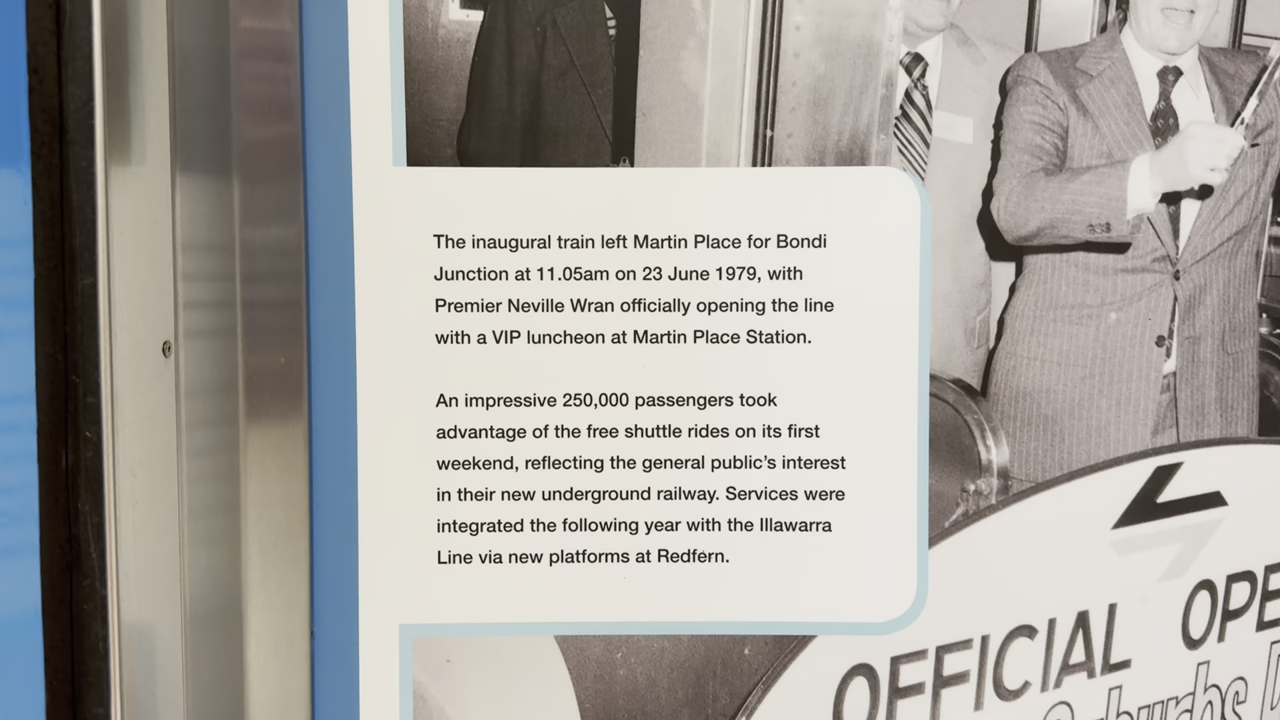 The inaugural train left Martin Place for Bondi
Junction at 11.05am on 23 June 1979, with
Premier Neville Wran officially opening the line
with a VIP luncheon at Martin Place Station.
An impressive 250,000 passengers took
advantage of the free shuttle rides on its first
weekend, reflecting the general public's interest
in their new underground railway. Services were
integrated the following year with the Illawarra
Line via new platforms at Redfern.
OFFICIAL